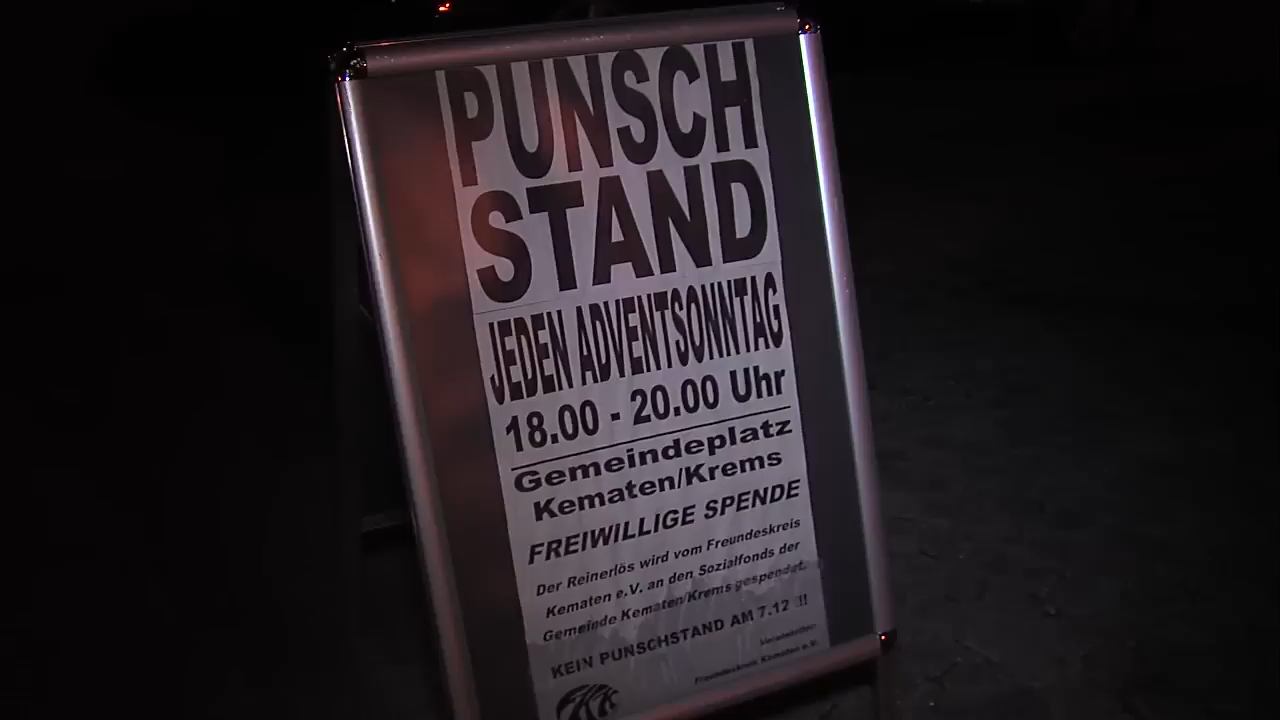 PUNSCH
STAND
JEDEN ADVENTSONNTAG
18.00 - 20.00 Uhr
Gemeindeplatz
Kematen/Krems
FREIWILLIGE SPENDE
Der Reinerlös wird vom Freundeskreis
Kematen e.V. an den Sozialfonds der
Gemeinde Kematen/Krems gespendet.
KEIN PUNSCHSTAND AM 7.12 !!!
Veranstalter:
Freundeskreis Kematen e.V.